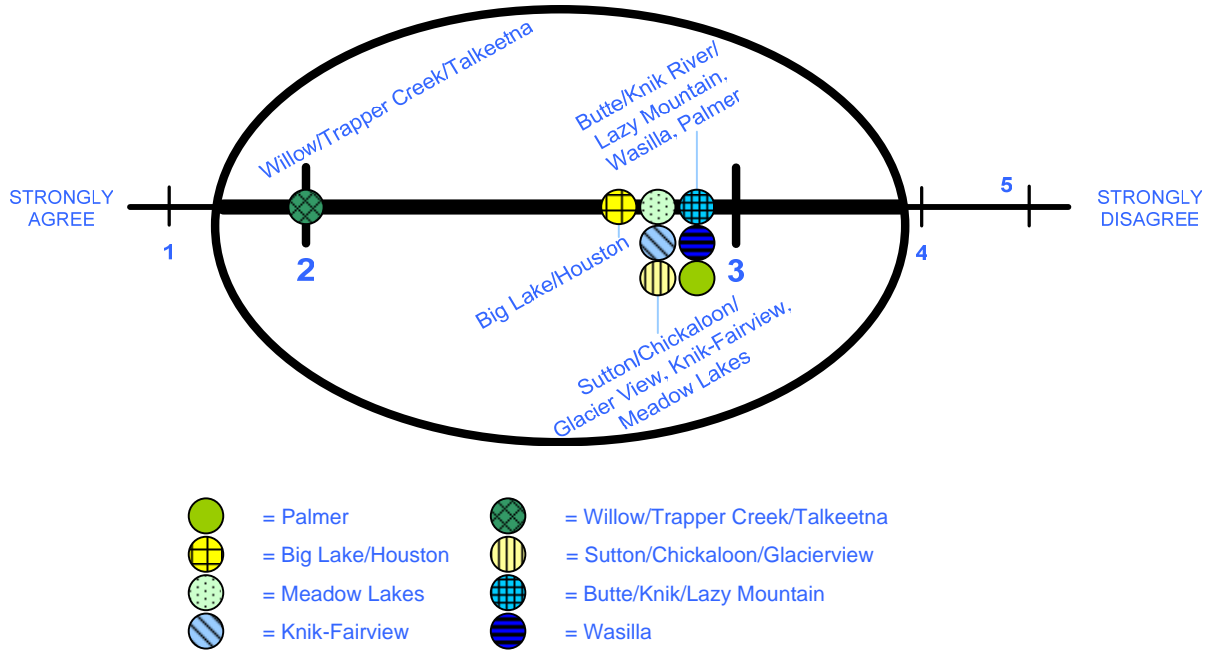 Willow/Trapper Creek/Talkeetna
Butte/Knik River/
Lazy Mountain,
Wasilla, Palmer
STRONGLY
AGREE
1
2
3
4
5
STRONGLY
DISAGREE
Big Lake/Houston
Sutton/Chickaloon/
Glacier View, Knik-Fairview,
Meadow Lakes
= Palmer
= Big Lake/Houston
= Meadow Lakes
= Knik-Fairview
= Willow/Trapper Creek/Talkeetna
= Sutton/Chickaloon/Glacierview
= Butte/Knik/Lazy Mountain
= Wasilla